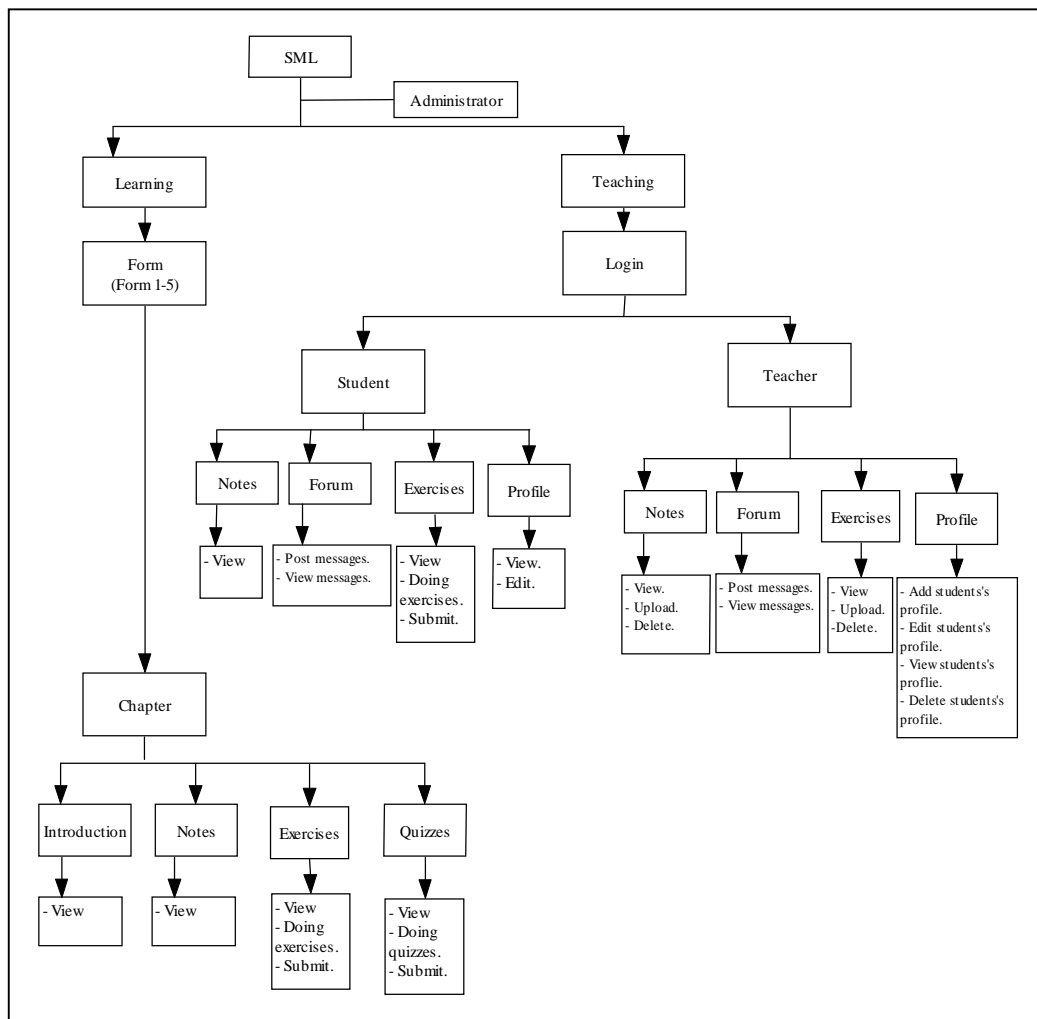 SML
Administrator
Learning
Teaching
Form
(Form 1-5)
Login
Student
Teacher
Notes
Forum
Exercises
Profile
- View
- Post messages.
- View messages.
- View
- Doing
exercises.
- Submit.
- View.
- Edit.
Notes
Forum
Exercises
Profile
- View.
- Upload.
- Delete.
- Post messages.
- View messages.
- View
- Upload.
-Delete.
- Add students's
profile.
- Edit students's
profile.
- View students's
proflie.
- Delete students's
profile.
Chapter
Introduction
Notes
Exercises
Quizzes
- View
- View
- View
- Doing
exercises.
- Submit.
- View
- Doing
quizzes.
- Submit.